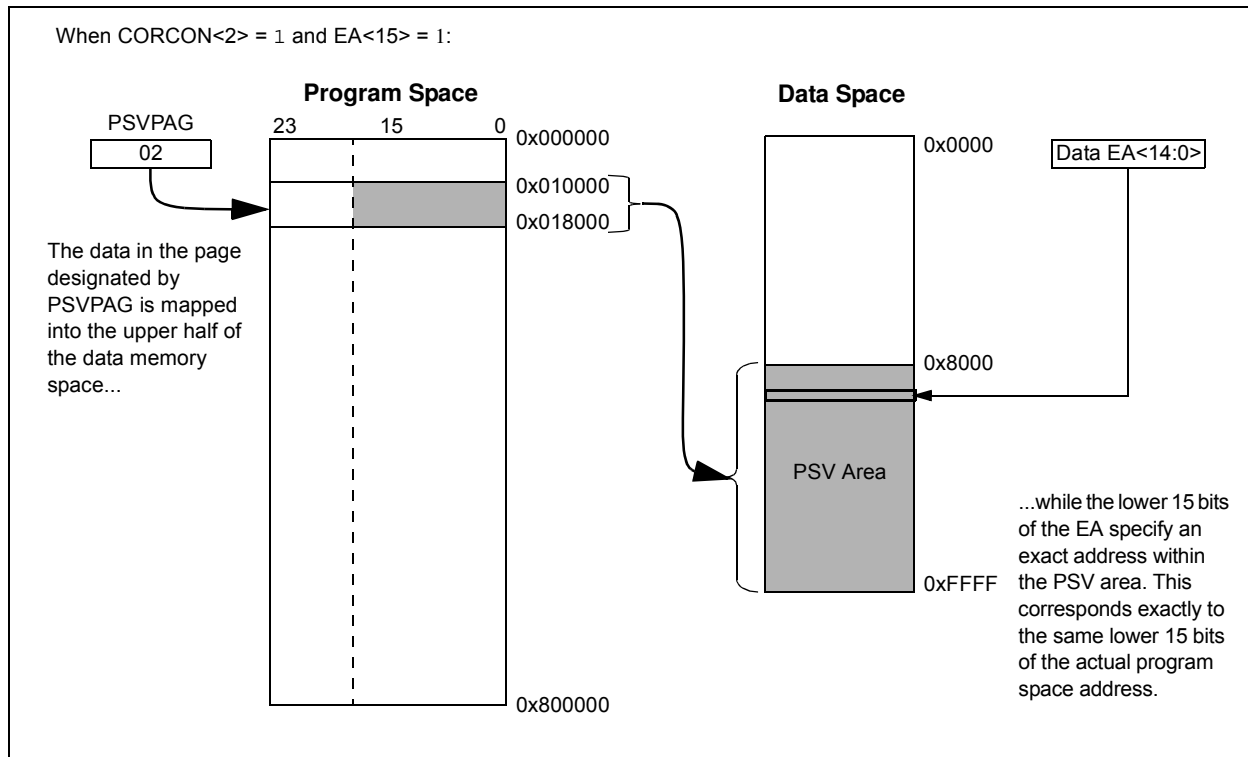 When CORCON<2> = 1 and EA<15> = 1:
Program Space
Data Space
PSVPAG
02
23 15 0
0x000000
0x010000
0x018000
0x800000
The data in the page
designated by
PSVPAG is mapped
into the upper half of
the data memory
space...
0x0000
0x8000
0xFFFF
PSV Area
Data EA<14:0>
...while the lower 15 bits
of the EA specify an
exact address within
the PSV area. This
corresponds exactly to
the same lower 15 bits
of the actual program
space address.